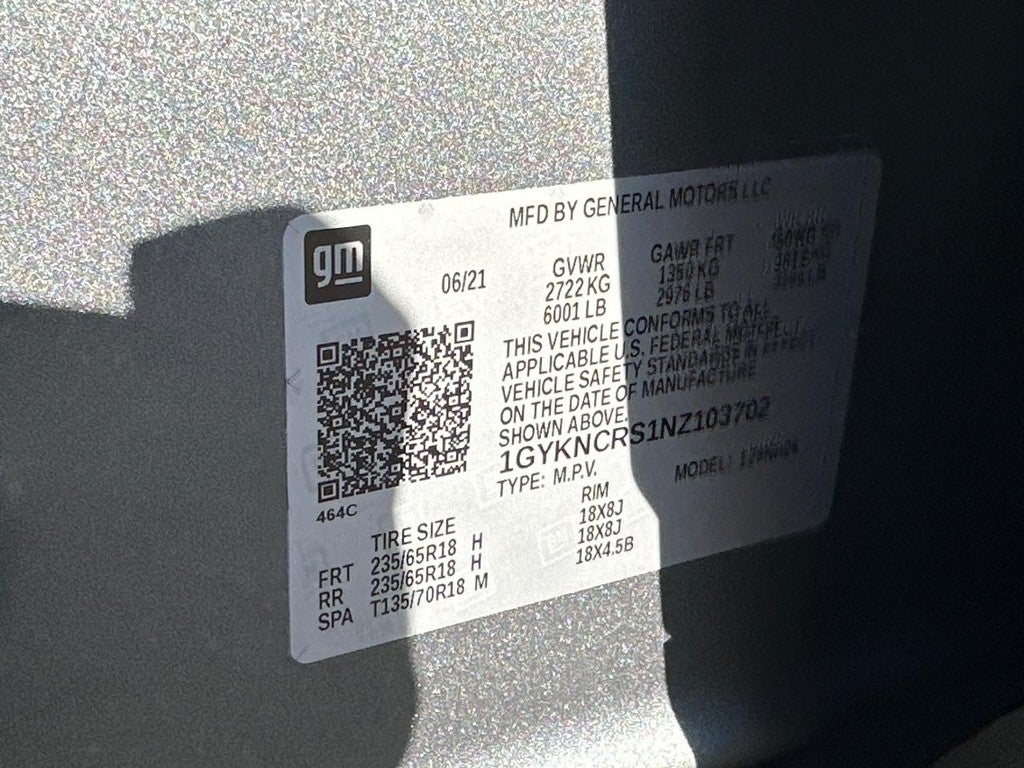 MFD BY GENERAL MOTORS LLC
gm
06/21
GVWR
2722 KG
6001 LB
GAWR FRT
1350 KG
2976 LB
THIS VEHICLE CONFORMS TO ALL
APPLICABLE U.S. FEDERAL
VEHICLE SAFETY STANDARDS IN EFFECT
ON THE DATE OF MANUFACTURE
SHOWN ABOVE.
1GYKNCRS1NZ103702
TYPE: M.P.V.
MODEL:
464C
TIRE SIZE
RIM
FRT 235/65R18 H 18X8J
RR 235/65R18 H 18X8J
SPA T135/70R18 M 18X4.5B